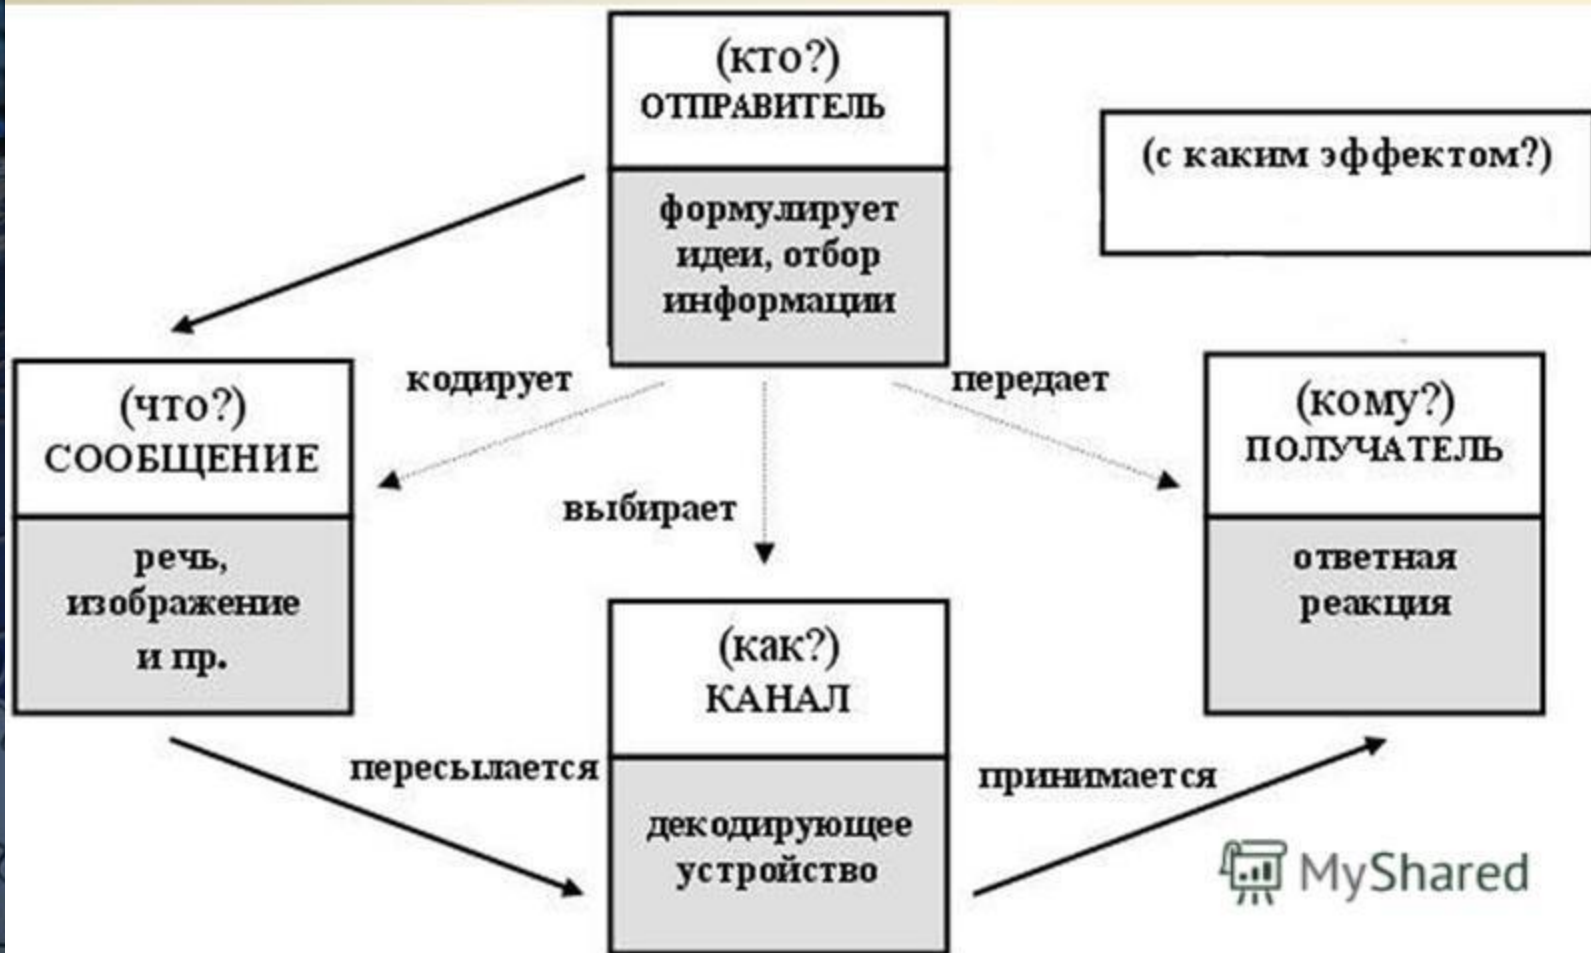 (кто?)
ОТПРАВИТЕЛЬ
формулирует
идеи, отбор
информации
(с каким эффектом?)
кодирует
передает
выбирает
(что?)
СООБЩЕНИЕ
речь,
изображение
и пр.
(кому?)
ПОЛУЧАТЕЛЬ
ответная
реакция
пересылается
(как?)
КАНАЛ
декодирующее
устройство
принимается
MyShared